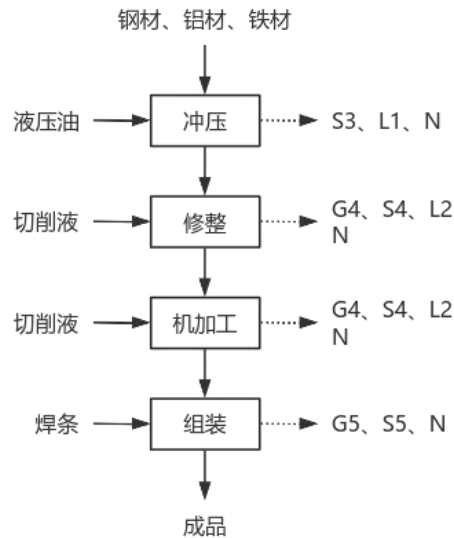 钢材、铝材、铁材
液压油
冲压
S3、L1、N
切削液
修整
G4、S4、L2
N
切削液
机加工
G4、S4、L2
N
焊条
组装
G5、S5、N
成品